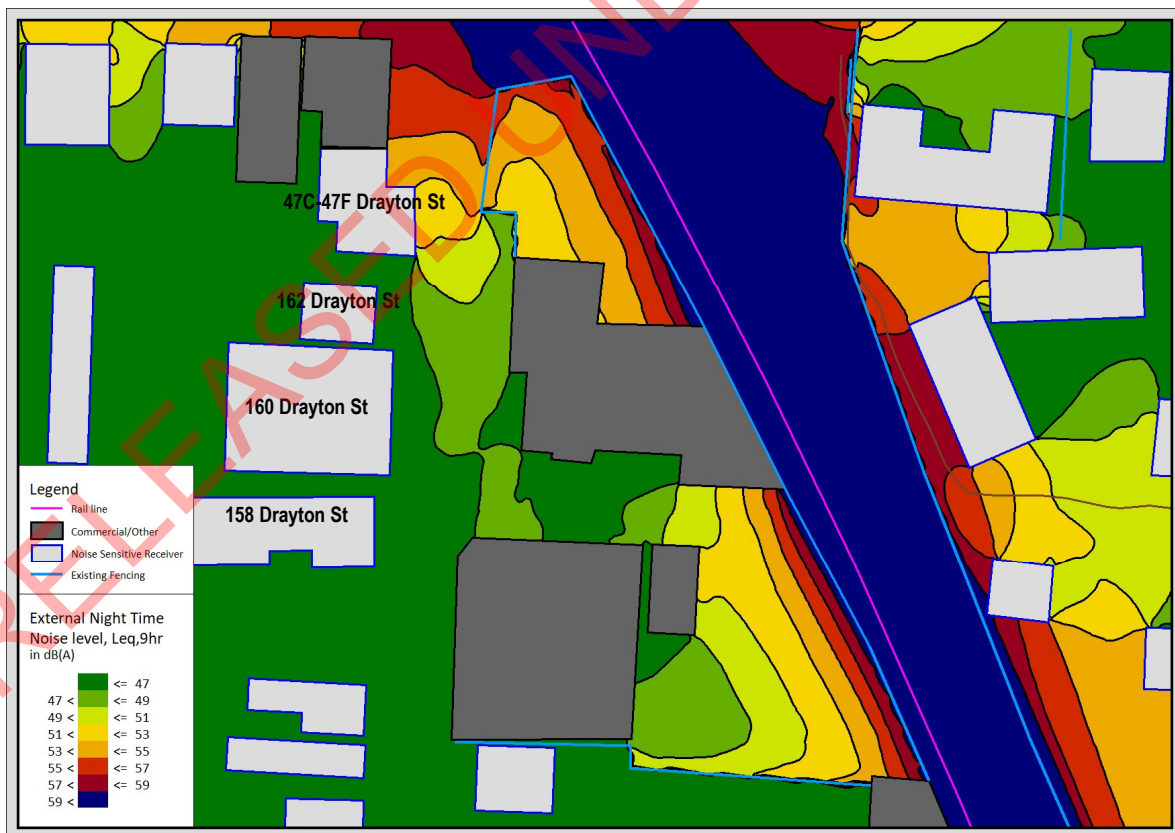 47C-47F Drayton St
162 Drayton St
160 Drayton St
158 Drayton St
Legend
Rail line
Commercial/Other
Noise Sensitive Receiver
Existing Fencing
External Night Time
Noise level, Leq,9hr
in dB(A)
<= 47
47 < <= 49
49 < <= 51
51 < <= 53
53 < <= 55
55 < <= 57
57 < <= 59
59 <
RELEASED UNDE